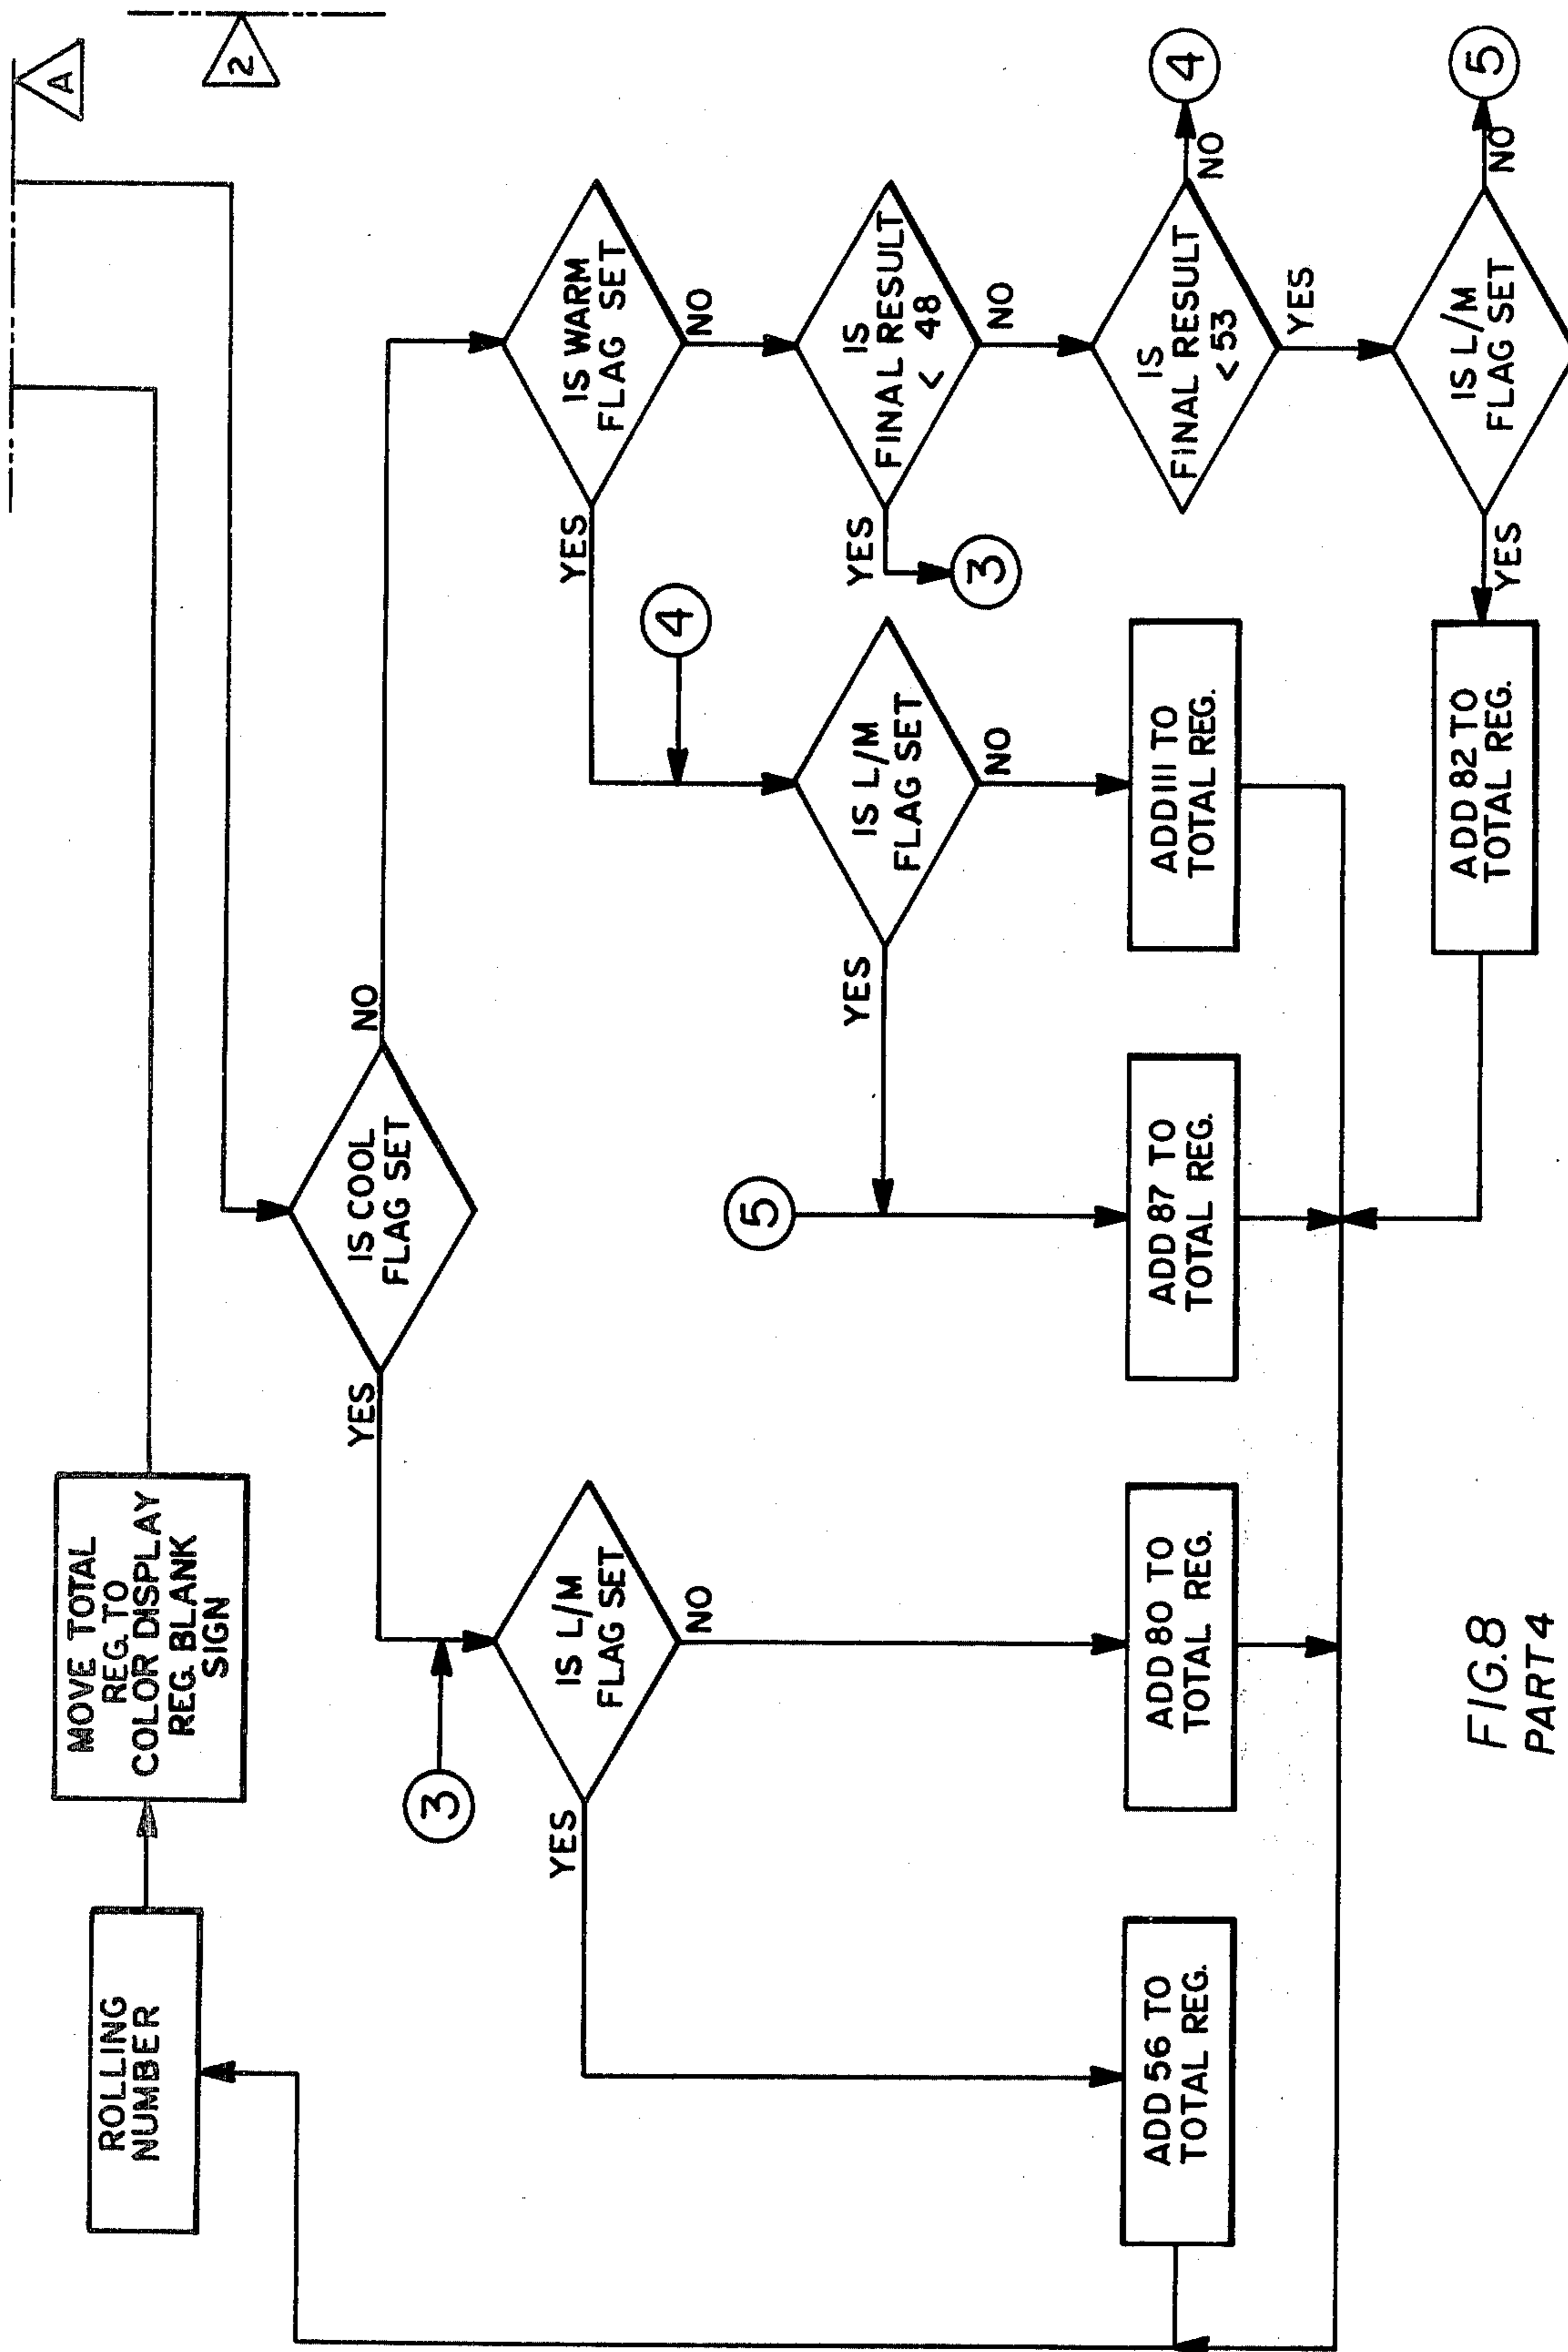 A
2
MOVE TOTAL
REG. TO
COLOR DISPLAY
REG. BLANK
SIGN
ROLLING
NUMBER
IS COOL
FLAG SET
YES
NO
3
IS L/M
FLAG SET
YES
NO
IS WARM
FLAG SET
YES
NO
4
IS L/M
FLAG SET
YES
NO
IS
FINAL RESULT
< 48
YES
NO
3
5
IS
FINAL RESULT
< 53
NO
4
YES
ADD 56 TO
TOTAL REG.
ADD 80 TO
TOTAL REG.
ADD 87 TO
TOTAL REG.
ADD 111 TO
TOTAL REG.
IS L/M
FLAG SET
NO
5
YES
ADD 82 TO
TOTAL REG.
FIG.8
PART 4